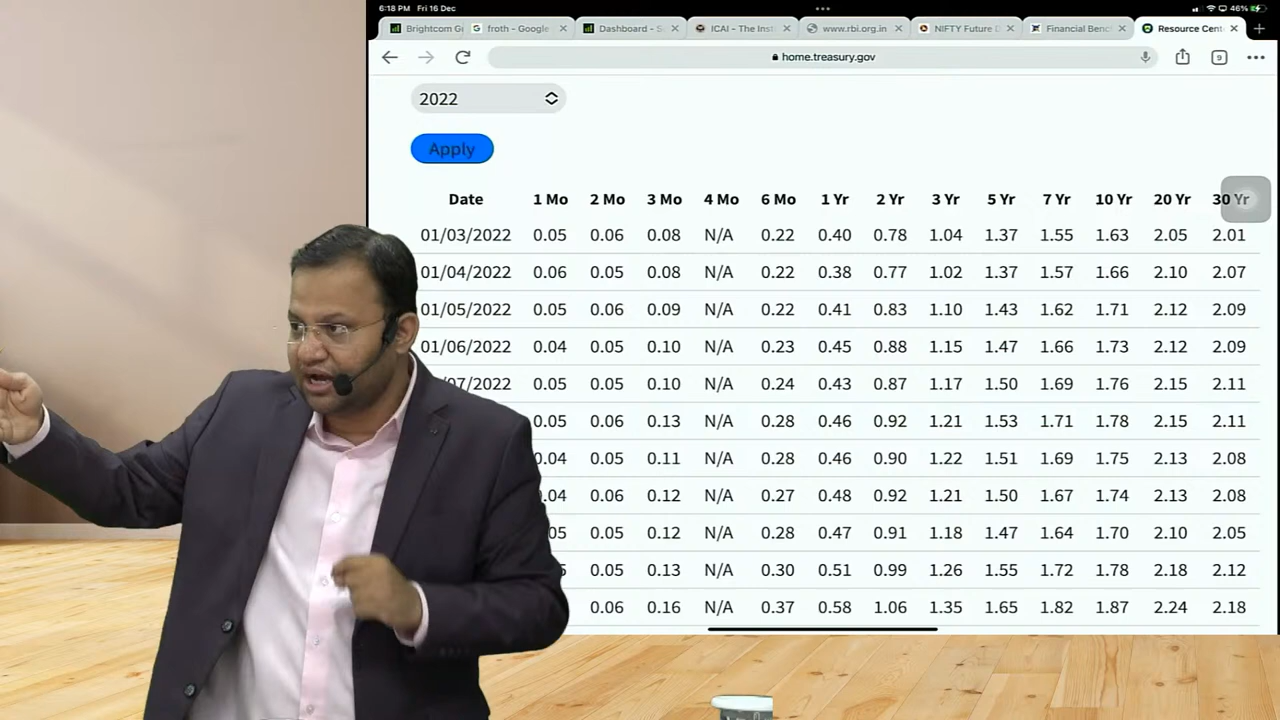 6:18 PM Fri 16 Dec
46%
Brightcom G
froth - Google
Dashboard - S
ICAI - The Inst
www.rbi.org.in
NIFTY Future D
Financial Benc
Resource Cent
home.treasury.gov
9
2022
Apply
Date 1 Mo 2 Mo 3 Mo 4 Mo 6 Mo 1 Yr 2 Yr 3 Yr 5 Yr 7 Yr 10 Yr 20 Yr 30 Yr
01/03/2022 0.05 0.06 0.08 N/A 0.22 0.40 0.78 1.04 1.37 1.55 1.63 2.05 2.01
01/04/2022 0.06 0.05 0.08 N/A 0.22 0.38 0.77 1.02 1.37 1.57 1.66 2.10 2.07
01/05/2022 0.05 0.06 0.09 N/A 0.22 0.41 0.83 1.10 1.43 1.62 1.71 2.12 2.09
01/06/2022 0.04 0.05 0.10 N/A 0.23 0.45 0.88 1.15 1.47 1.66 1.73 2.12 2.09
/07/2022 0.05 0.05 0.10 N/A 0.24 0.43 0.87 1.17 1.50 1.69 1.76 2.15 2.11
0.05 0.06 0.13 N/A 0.28 0.46 0.92 1.21 1.53 1.71 1.78 2.15 2.11
0.04 0.05 0.11 N/A 0.28 0.46 0.90 1.22 1.51 1.69 1.75 2.13 2.08
.04 0.06 0.12 N/A 0.27 0.48 0.92 1.21 1.50 1.67 1.74 2.13 2.08
05 0.05 0.12 N/A 0.28 0.47 0.91 1.18 1.47 1.64 1.70 2.10 2.05
0.05 0.13 N/A 0.30 0.51 0.99 1.26 1.55 1.72 1.78 2.18 2.12
0.06 0.16 N/A 0.37 0.58 1.06 1.35 1.65 1.82 1.87 2.24 2.18